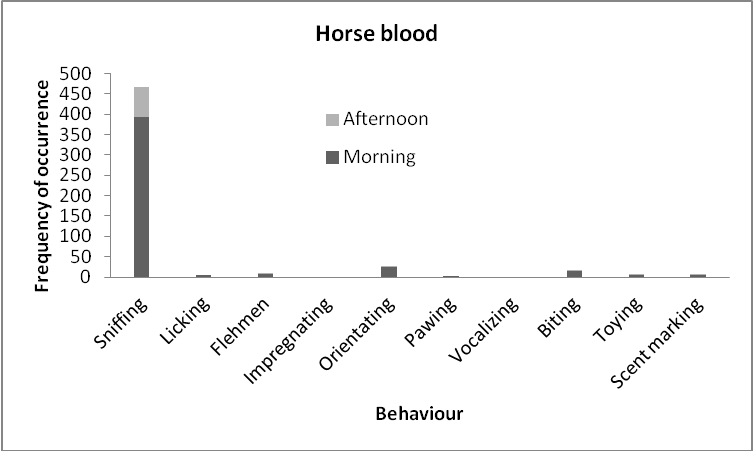 Horse blood
Frequency of occurrence
500
450
400
350
300
250
200
150
100
50
0
Afternoon
Morning
Sniffing
Licking
Flehmen
Impregnating
Orientating
Pawing
Vocalizing
Biting
Toying
Scent marking
Behaviour